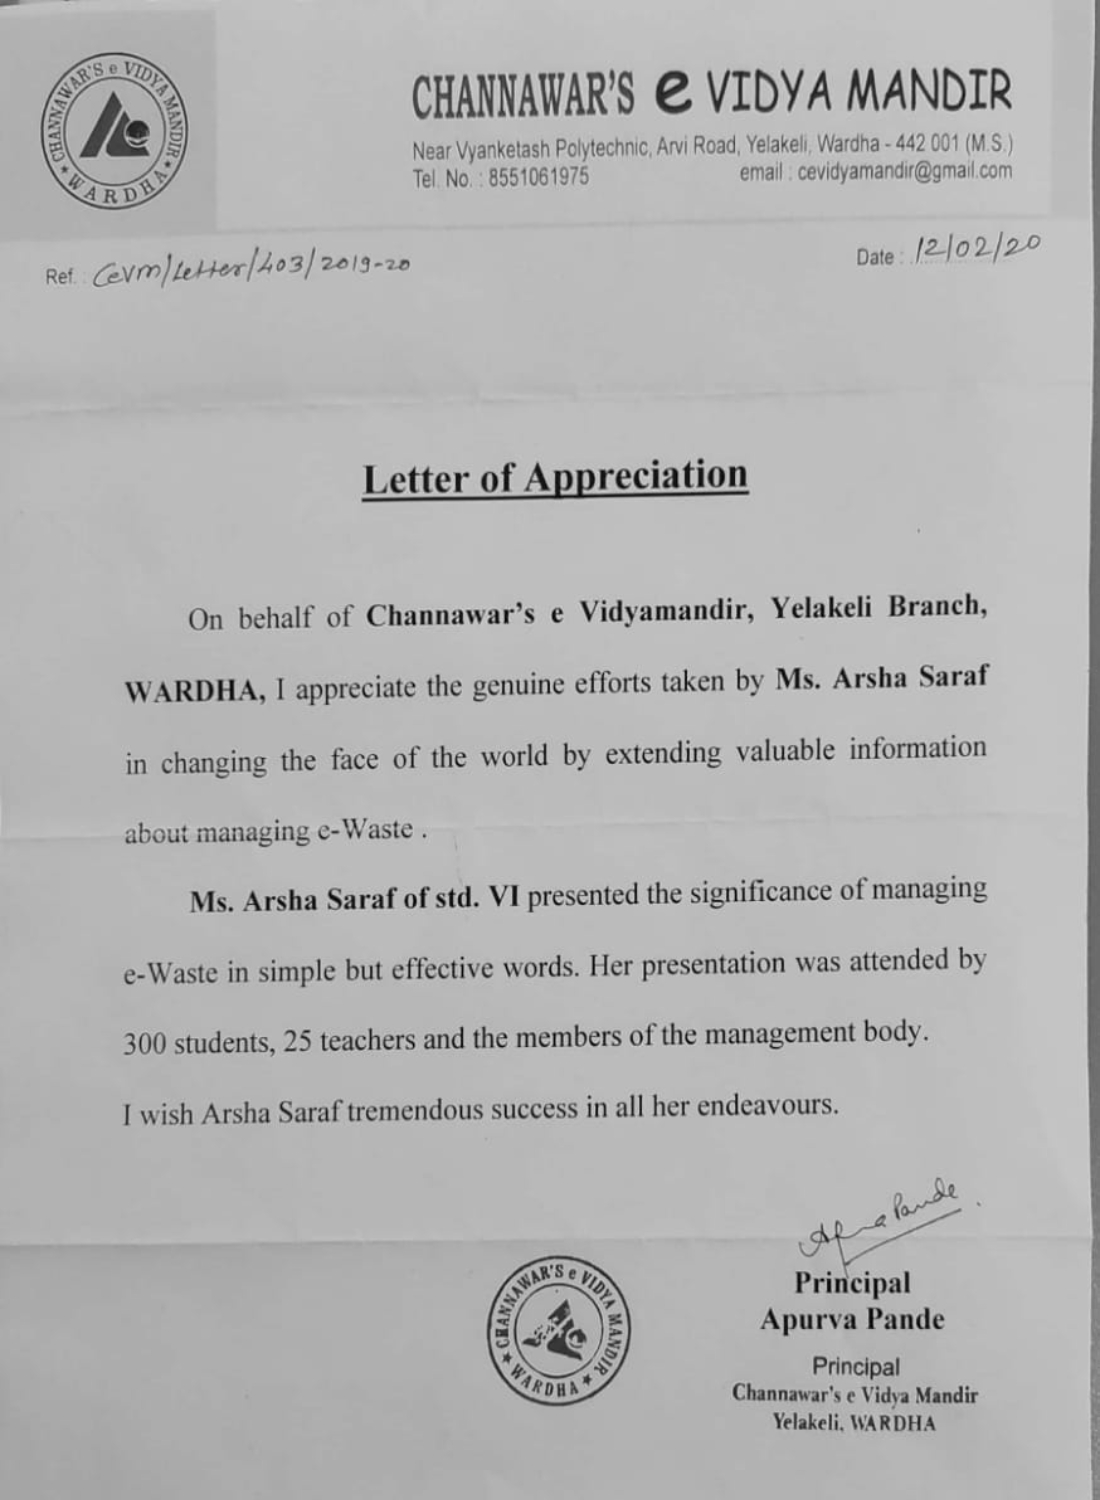 CHANNAWAR'S e VIDYA MANDIR
★ WARDHA ★
CHANNAWAR'S e VIDYA MANDIR
Near Vyanketash Polytechnic, Arvi Road, Yelakeli, Wardha - 442 001 (M.S.)
Tel. No. : 8551061975 email : cevidyamandir@gmail.com
Ref. : CeVM/Letter/403/2019-20 Date : 12/02/20
Letter of Appreciation
On behalf of Channawar's e Vidyamandir, Yelakeli Branch,
WARDHA, I appreciate the genuine efforts taken by Ms. Arsha Saraf
in changing the face of the world by extending valuable information
about managing e-Waste .
Ms. Arsha Saraf of std. VI presented the significance of managing
e-Waste in simple but effective words. Her presentation was attended by
300 students, 25 teachers and the members of the management body.
I wish Arsha Saraf tremendous success in all her endeavours.
Apurva Pande
CHANNAWAR'S e VIDYA MANDIR
★ WARDHA ★
Principal
Apurva Pande
Principal
Channawar's e Vidya Mandir
Yelakeli, WARDHA